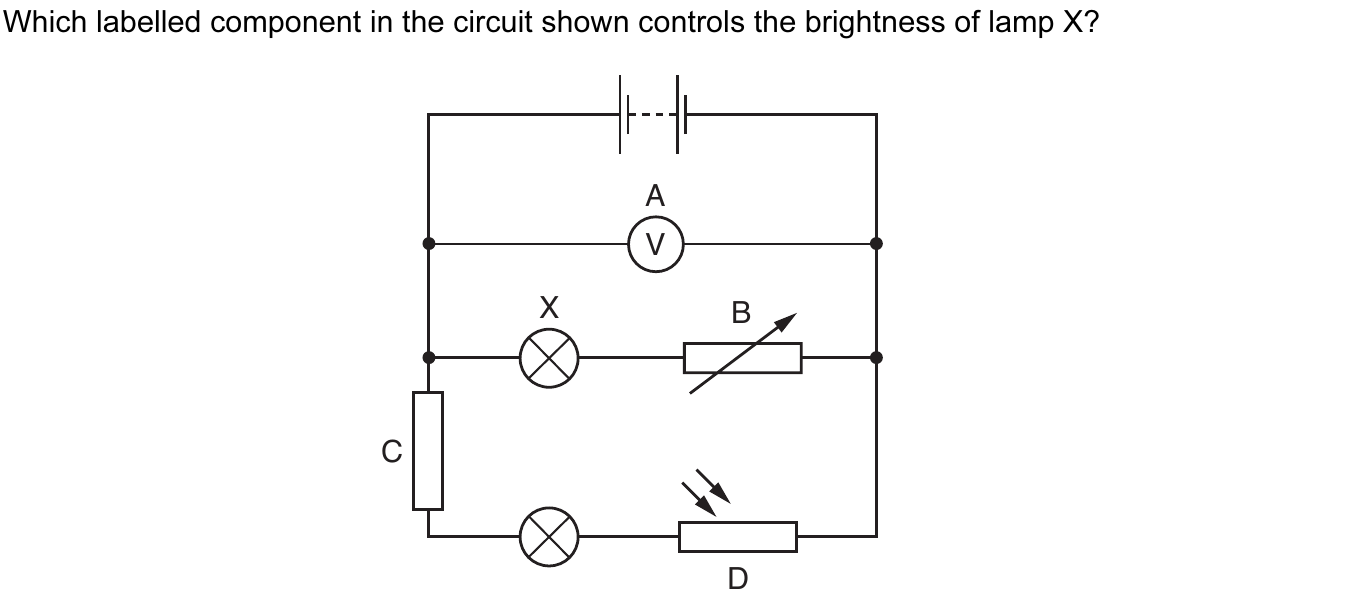 Which labelled component in the circuit shown controls the brightness of lamp X?
A
V
X
B
C
D